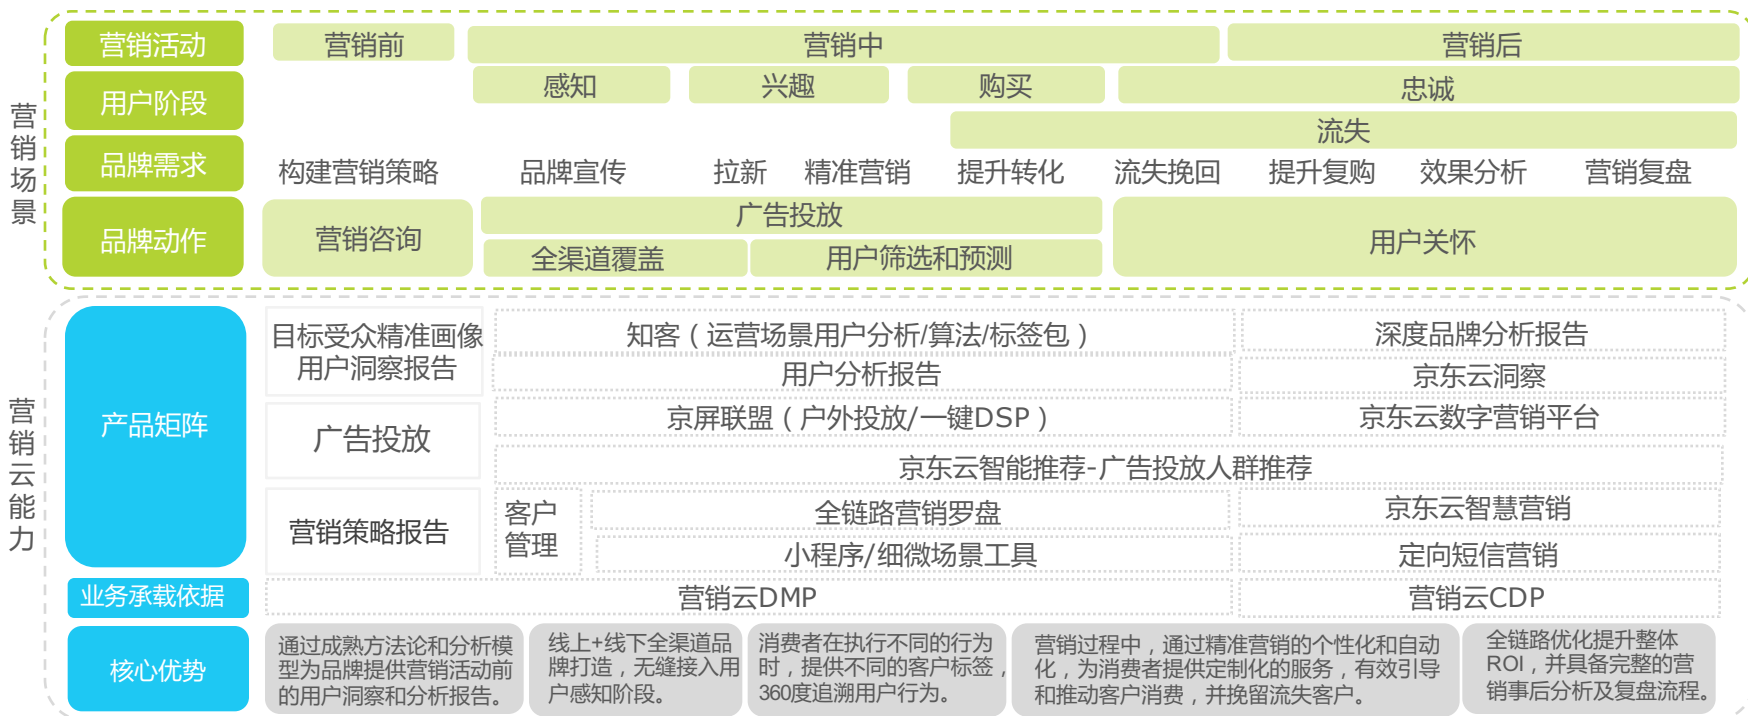 营销场景
营销活动
营销前
营销中
营销后
用户阶段
感知
兴趣
购买
忠诚
流失
品牌需求
构建营销策略
品牌宣传
拉新
精准营销
提升转化
流失挽回
提升复购
效果分析
营销复盘
品牌动作
营销咨询
广告投放
全渠道覆盖
用户筛选和预测
用户关怀
营销云能力
产品矩阵
目标受众精准画像
用户洞察报告
知客（运营场景用户分析/算法/标签包）
深度品牌分析报告
用户分析报告
京东云洞察
广告投放
京屏联盟（户外投放/一键DSP）
京东云数字营销平台
京东云智能推荐-广告投放人群推荐
营销策略报告
客户
管理
全链路营销罗盘
京东云智慧营销
小程序/细微场景工具
定向短信营销
业务承载依据
营销云DMP
营销云CDP
核心优势
通过成熟方法论和分析模
型为品牌提供营销活动前
的用户洞察和分析报告。
线上+线下全渠道品
牌打造，无缝接入用
户感知阶段。
消费者在执行不同的行为
时，提供不同的客户标签，
360度追溯用户行为。
营销过程中，通过精准营销的个性化和自动
化，为消费者提供定制化的服务，有效引导
和推动客户消费，并挽留流失客户。
全链路优化提升整体
ROI，并具备完整的营
销事后分析及复盘流程。